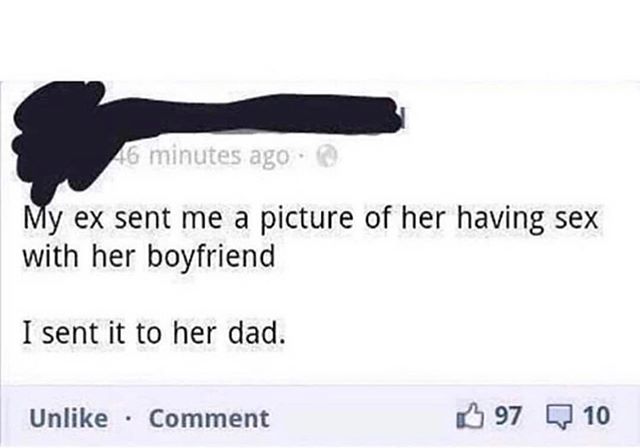 46 minutes ago ·
My ex sent me a picture of her having sex
with her boyfriend
I sent it to her dad.
Unlike · Comment 97 10